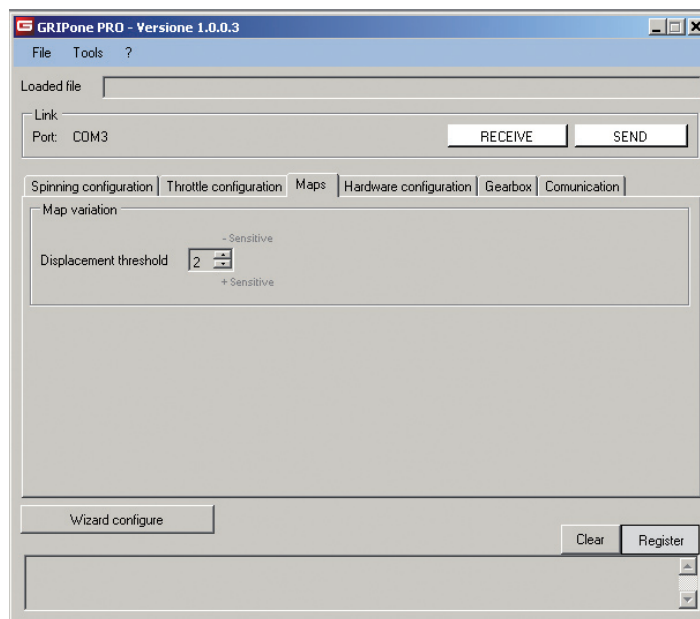 GRIPone PRO - Versione 1.0.0.3
File Tools ?
Loaded file
Link
Port: COM3 RECEIVE SEND
Spinning configuration Throttle configuration Maps Hardware configuration Gearbox Comunication
Map variation
- Sensitive
Displacement threshold 2
+ Sensitive
Wizard configure
Clear Register